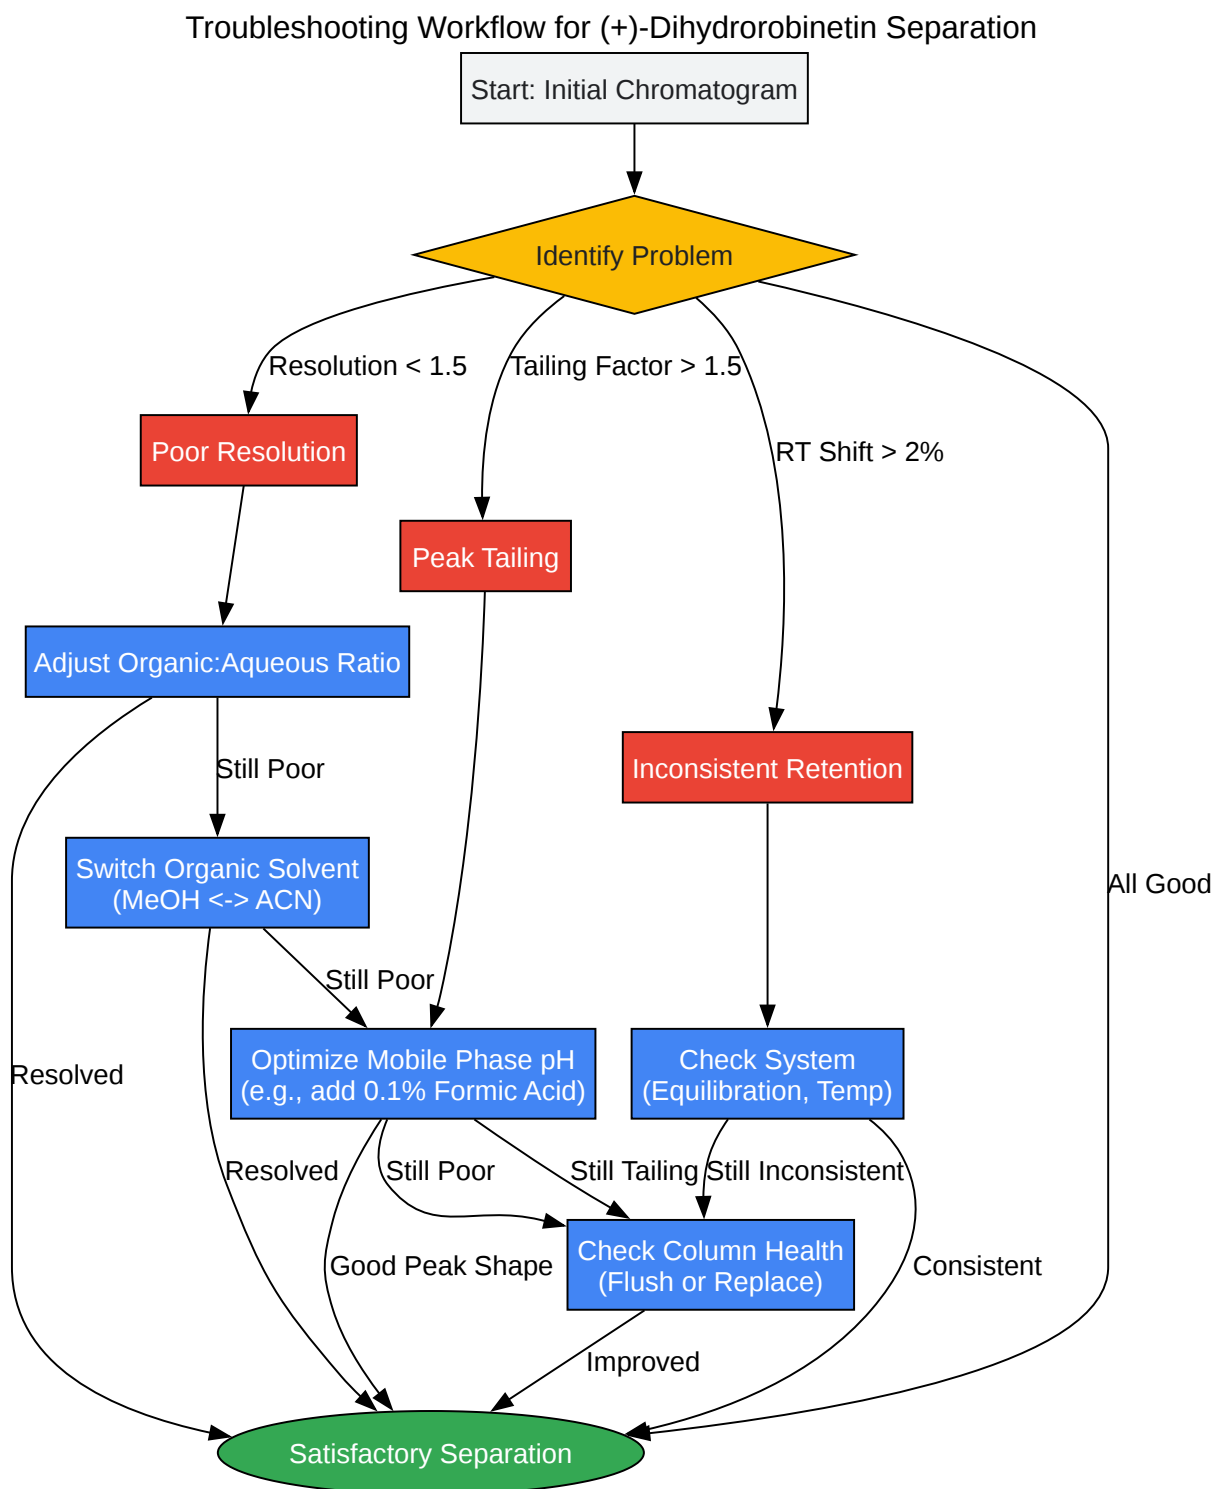 Troubleshooting Workflow for (+)-Dihydrorobinetin Separation
Start: Initial Chromatogram
Identify Problem
Resolution < 1.5
Tailing Factor > 1.5
RT Shift > 2%
Poor Resolution
Peak Tailing
Adjust Organic:Aqueous Ratio
Still Poor
Inconsistent Retention
Switch Organic Solvent
(MeOH <-> ACN)
All Good
Still Poor
Optimize Mobile Phase pH
(e.g., add 0.1% Formic Acid)
Check System
(Equilibration, Temp)
Resolved
Resolved
Still Poor
Still Tailing
Still Inconsistent
Good Peak Shape
Check Column Health
(Flush or Replace)
Consistent
Improved
Satisfactory Separation